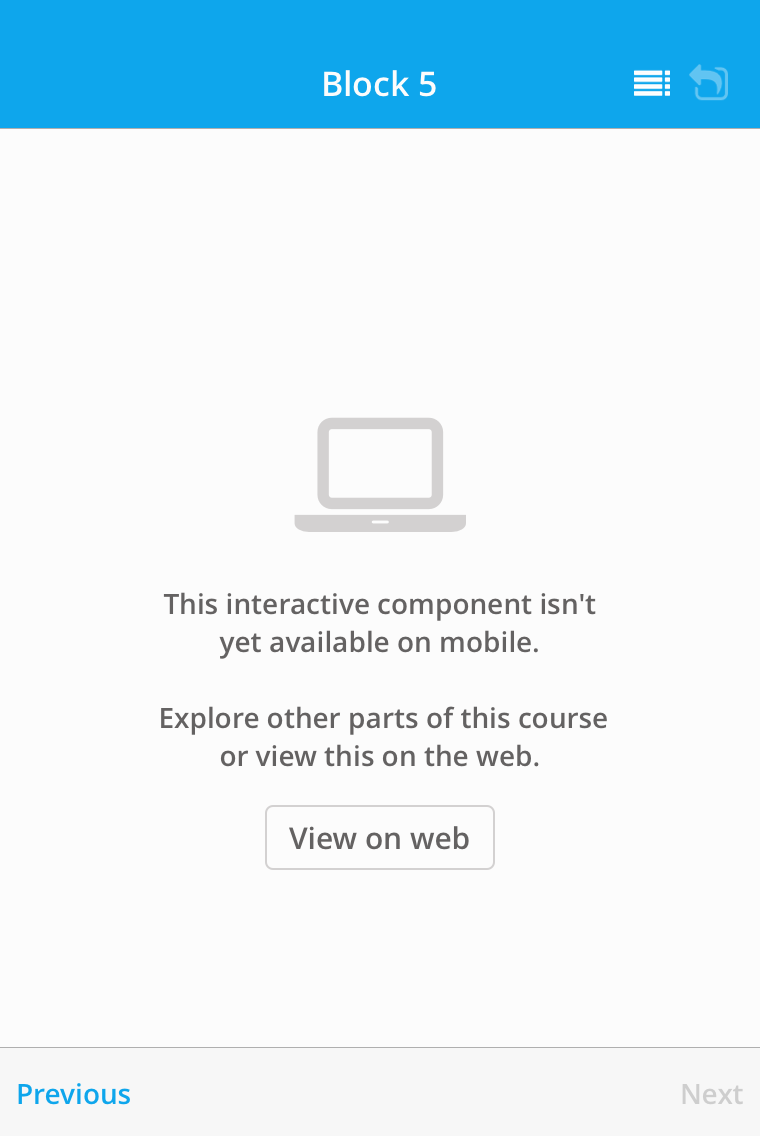 Block 5
This interactive component isn't
yet available on mobile.
Explore other parts of this course
or view this on the web.
View on web
Previous
Next